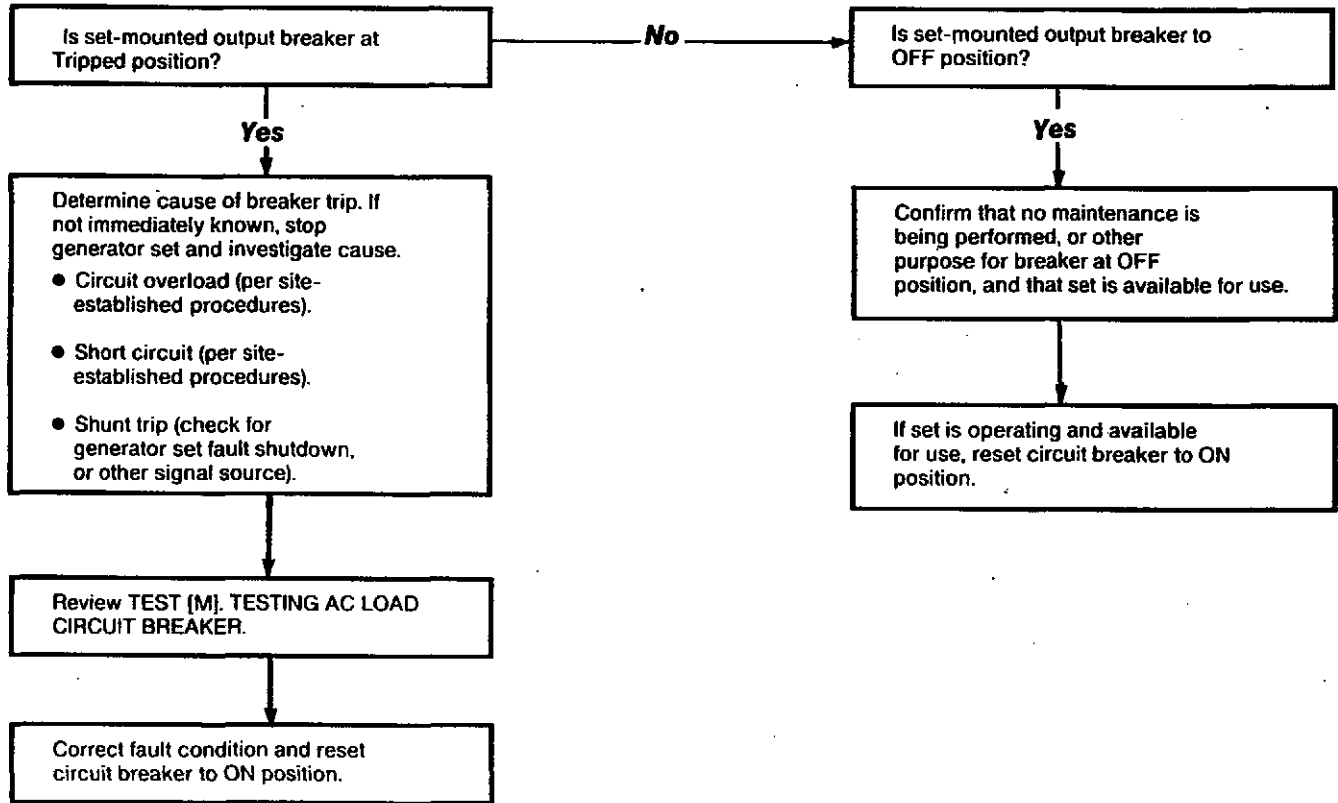 Is set-mounted output breaker at
Tripped position?
No
Is set-mounted output breaker to
OFF position?
Yes
Yes
Determine cause of breaker trip. If
not immediately known, stop
generator set and investigate cause.
● Circuit overload (per site-
established procedures).
● Short circuit (per site-
established procedures).
● Shunt trip (check for
generator set fault shutdown,
or other signal source).
Confirm that no maintenance is
being performed, or other
purpose for breaker at OFF
position, and that set is available for use.
If set is operating and available
for use, reset circuit breaker to ON
position.
Review TEST [M]. TESTING AC LOAD
CIRCUIT BREAKER.
Correct fault condition and reset
circuit breaker to ON position.